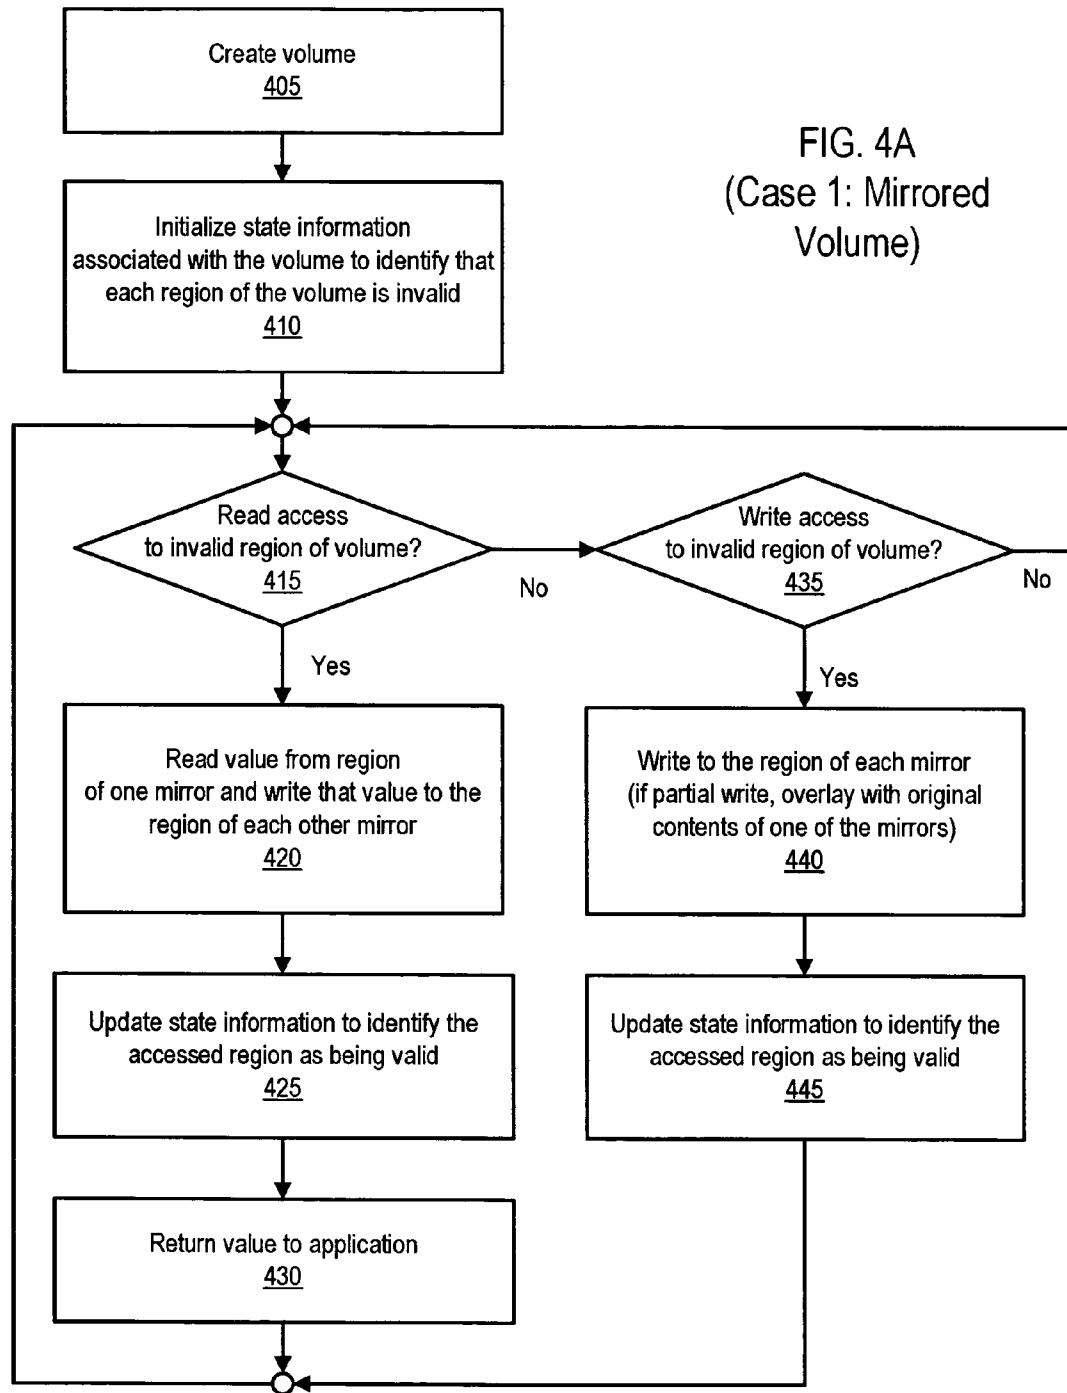 Create volume
405
FIG. 4A
(Case 1: Mirrored
Volume)
Initialize state information
associated with the volume to identify that
each region of the volume is invalid
410
Read access
to invalid region of volume?
415
No
Yes
Write access
to invalid region of volume?
435
No
Yes
Read value from region
of one mirror and write that value to the
region of each other mirror
420
Write to the region of each mirror
(if partial write, overlay with original
contents of one of the mirrors)
440
Update state information to identify the
accessed region as being valid
425
Update state information to identify the
accessed region as being valid
445
Return value to application
430